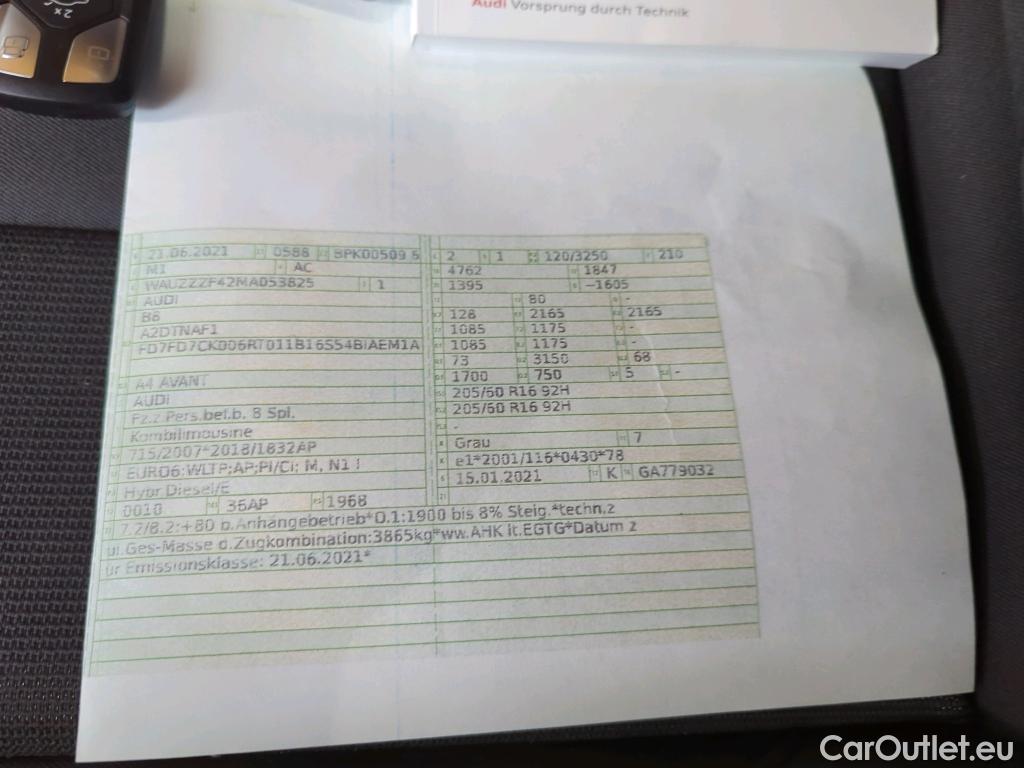 Audi Vorsprung durch Technik
2x
21.06.2021 0588 BPK00509 5
M1 AC
WAUZZZF42MA053825 1
AUDI
B8
A2DTNAF1
FD7FD7CK006RT011B16S54BIAEM1A
A4 AVANT
AUDI
Fz.z.Pers.bef.b. 8 Spl.
Kombilimousine
715/2007*2018/1832AP
EURO6;WLTP;AP;PI/CI; M, N1 I
Hybr.Diesel/E
0010 36AP 1968
2 1 120/3250 210
4762 1847
1395 –1605
80 -
128 2165 2165
1085 1175 -
1085 1175 -
73 3150 68
1700 750 5 -
205/60 R16 92H
205/60 R16 92H
-
Grau 7
e1*2001/116*0430*78
15.01.2021 K GA779032
7.2/8.2:+80 b.Anhängebetrieb*O.1:1900 bis 8% Steig.*techn.z
ul.Ges-Masse d.Zugkombination:3865kg*ww.AHK lt.EGTG*Datum z
ur Emissionsklasse: 21.06.2021*
CarOutlet.eu